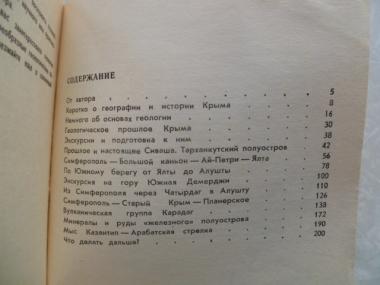 СОДЕРЖАНИЕ
От автора . . . . . . . . 5
Коротко о географии и истории Крыма . . . 8
Немного об основах геологии . . . . . 16
Геологическое прошлое Крыма . . . . . 30
Экскурсии и подготовка к ним . . . . . 38
Прошлое и настоящее Сиваша. Тарханкутский полуостров 42
Симферополь — Большой каньон — Ай-Петри — Ялта 56
По Южному берегу от Ялты до Алушты . . . 78
Экскурсия на гору Южная Демерджи . . . 100
Из Симферополя через Чатырдаг в Алушту . . 110
Симферополь — Старый Крым — Планерское . . 126
Вулканическая группа Карадаг . . . . . 138
Минералы и руды «железного» полуострова . . 172
Мыс Казантип — Арабатская стрелка . . . 190
Что делать дальше? . . . . . . 200